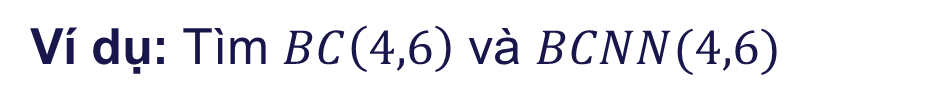 Ví dụ: Tìm BC(4,6) và BCNN(4,6)